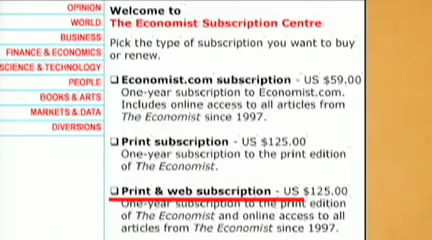 OPINION
WORLD
BUSINESS
FINANCE & ECONOMICS
SCIENCE & TECHNOLOGY
PEOPLE
BOOKS & ARTS
MARKETS & DATA
DIVERSIONS
Welcome to
The Economist Subscription Centre
Pick the type of subscription you want to buy
or renew.
Economist.com subscription - US $59.00
One-year subscription to Economist.com.
Includes online access to all articles from
The Economist since 1997.
Print subscription - US $125.00
One-year subscription to the print edition
of The Economist.
Print & web subscription - US $125.00
One-year subscription to the print edition
of The Economist and online access to all
articles from The Economist since 1997.